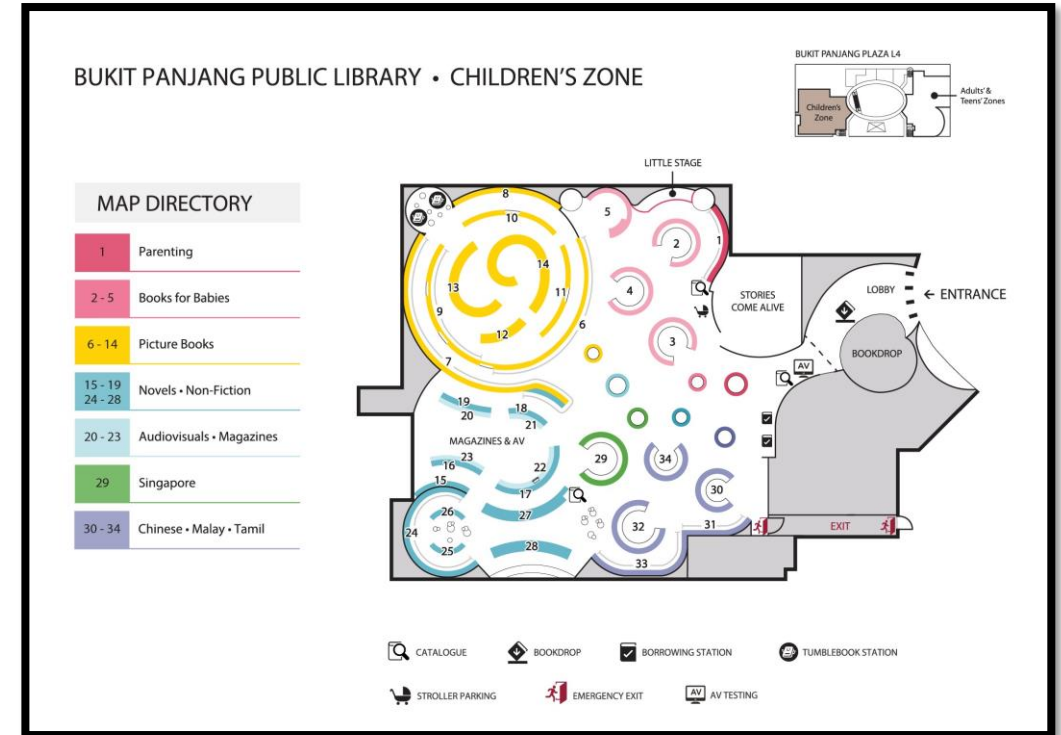 BUKIT PANJANG PUBLIC LIBRARY • CHILDREN'S ZONE
BUKIT PANJANG PLAZA L4
Children's
Zone
Adults' &
Teens' Zones
MAP DIRECTORY
1 Parenting
2 - 5 Books for Babies
6 - 14 Picture Books
15 - 19
24 - 28
Novels • Non-Fiction
20 - 23 Audiovisuals • Magazines
29 Singapore
30 - 34 Chinese • Malay • Tamil
LITTLE STAGE
8
5
10
2
1
14
4
13
11
9
6
12
3
7
STORIES
COME ALIVE
LOBBY
← ENTRANCE
BOOKDROP
AV
19
20
18
21
MAGAZINES & AV
23
16
22
29
34
15
17
30
26
27
24
32
31
25
28
33
EXIT
CATALOGUE
BOOKDROP
BORROWING STATION
TUMBLEBOOK STATION
STROLLER PARKING
EMERGENCY EXIT
AV
AV TESTING